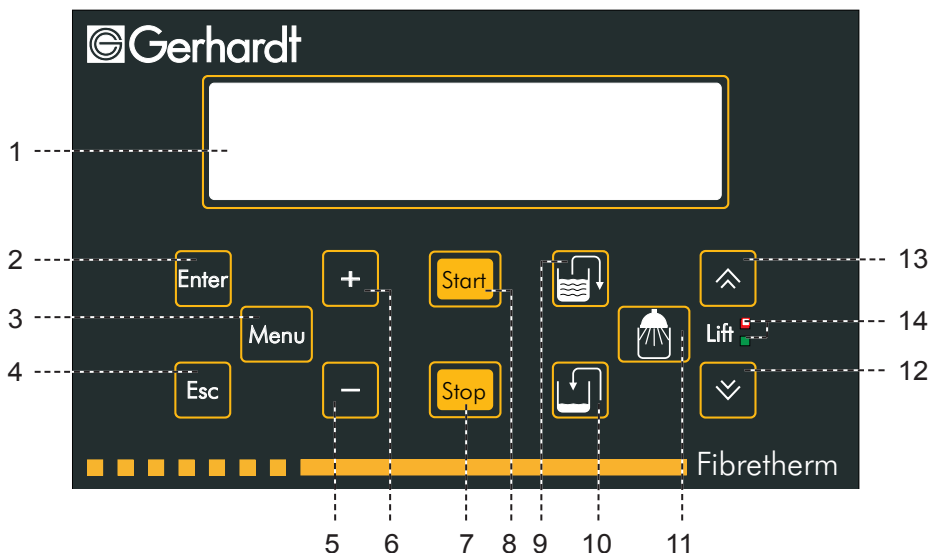 Gerhardt
1
2 Enter + Start 13
3 Menu Lift 14
4 Esc - Stop 12
Fibretherm
5 6 7 8 9 10 11